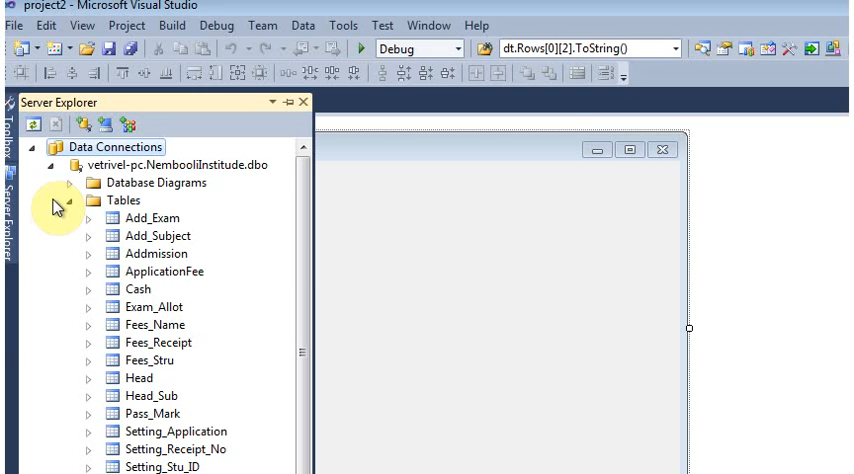 project2 - Microsoft Visual Studio
File Edit View Project Build Debug Team Data Tools Test Window Help
Debug dt.Rows[0][2].ToString()
Server Explorer
Toolbox
Server Explorer
Data Connections
vetrivel-pc.NembooliInstitude.dbo
Database Diagrams
Tables
Add_Exam
Add_Subject
Addmission
ApplicationFee
Cash
Exam_Allot
Fees_Name
Fees_Receipt
Fees_Stru
Head
Head_Sub
Pass_Mark
Setting_Application
Setting_Receipt_No
Setting_Stu_ID